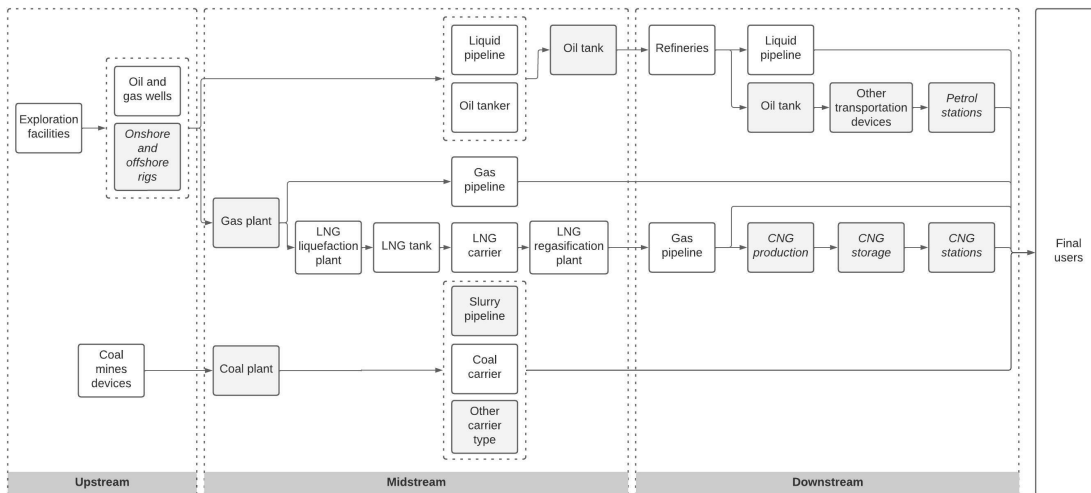 Exploration
facilities
Oil and
gas wells
Onshore
and
offshore
rigs
Coal
mines
devices
Liquid
pipeline
Oil tanker
Oil tank
Gas
pipeline
Gas plant
LNG
liquefaction
plant
LNG tank
LNG
carrier
LNG
regasification
plant
Slurry
pipeline
Coal plant
Coal
carrier
Other
carrier
type
Refineries
Liquid
pipeline
Oil tank
Other
transportation
devices
Petrol
stations
Gas
pipeline
CNG
production
CNG
storage
CNG
stations
Final
users
Upstream
Midstream
Downstream